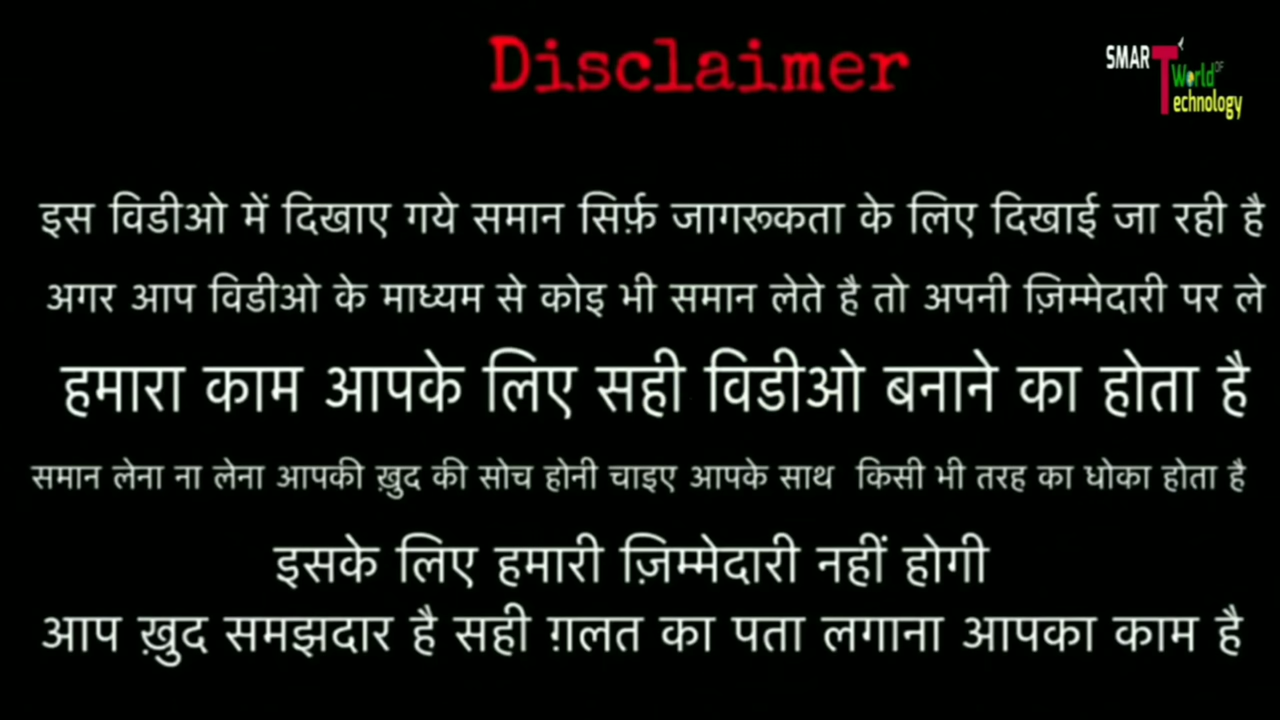 Disclaimer
SMART World OF Technology
इस विडीओ में दिखाए गये समान सिर्फ़ जागरूकता के लिए दिखाई जा रही है
अगर आप विडीओ के माध्यम से कोइ भी समान लेते है तो अपनी ज़िम्मेदारी पर ले
हमारा काम आपके लिए सही विडीओ बनाने का होता है
समान लेना ना लेना आपकी ख़ुद की सोच होनी चाइए आपके साथ किसी भी तरह का धोका होता है
इसके लिए हमारी ज़िम्मेदारी नहीं होगी
आप ख़ुद समझदार है सही ग़लत का पता लगाना आपका काम है